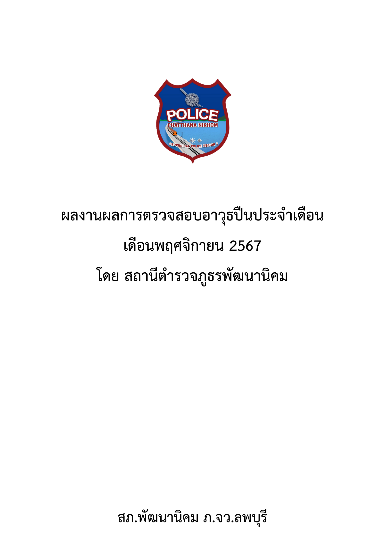 POLICE
ผลงานผลการตรวจสอบอาวุธปืนประจำเดือน
เดือนพฤศจิกายน 2567
โดย สถานีตำรวจภูธรพัฒนานิคม
สภ.พัฒนานิคม ภ.จว.ลพบุรี